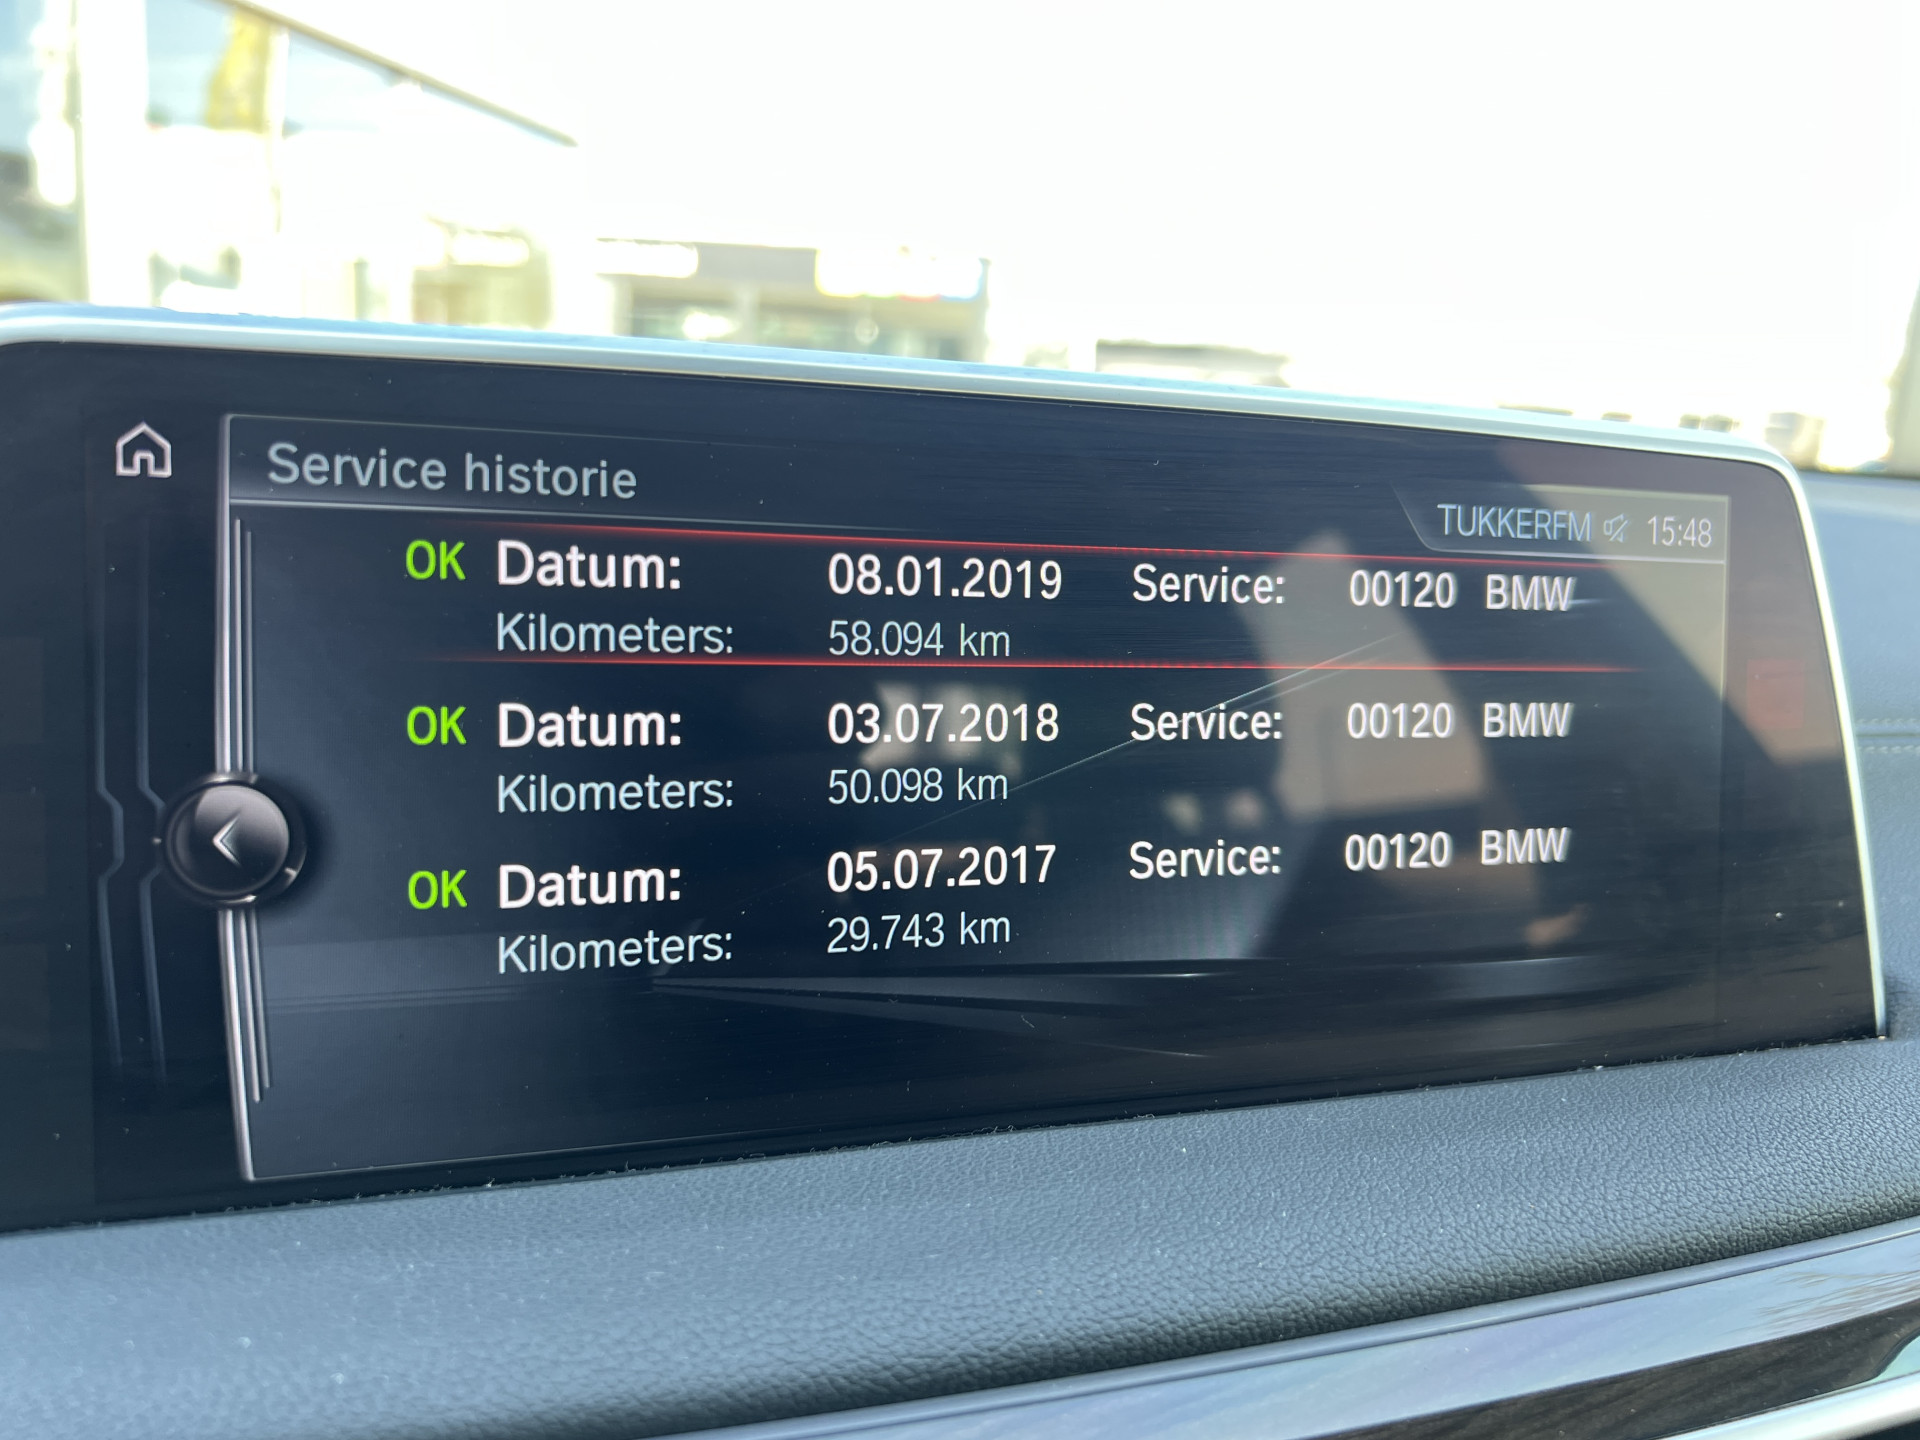 Service historie
TUKKERFM 15:48
OK Datum: 08.01.2019 Service: 00120 BMW
Kilometers: 58.094 km
OK Datum: 03.07.2018 Service: 00120 BMW
Kilometers: 50.098 km
OK Datum: 05.07.2017 Service: 00120 BMW
Kilometers: 29.743 km